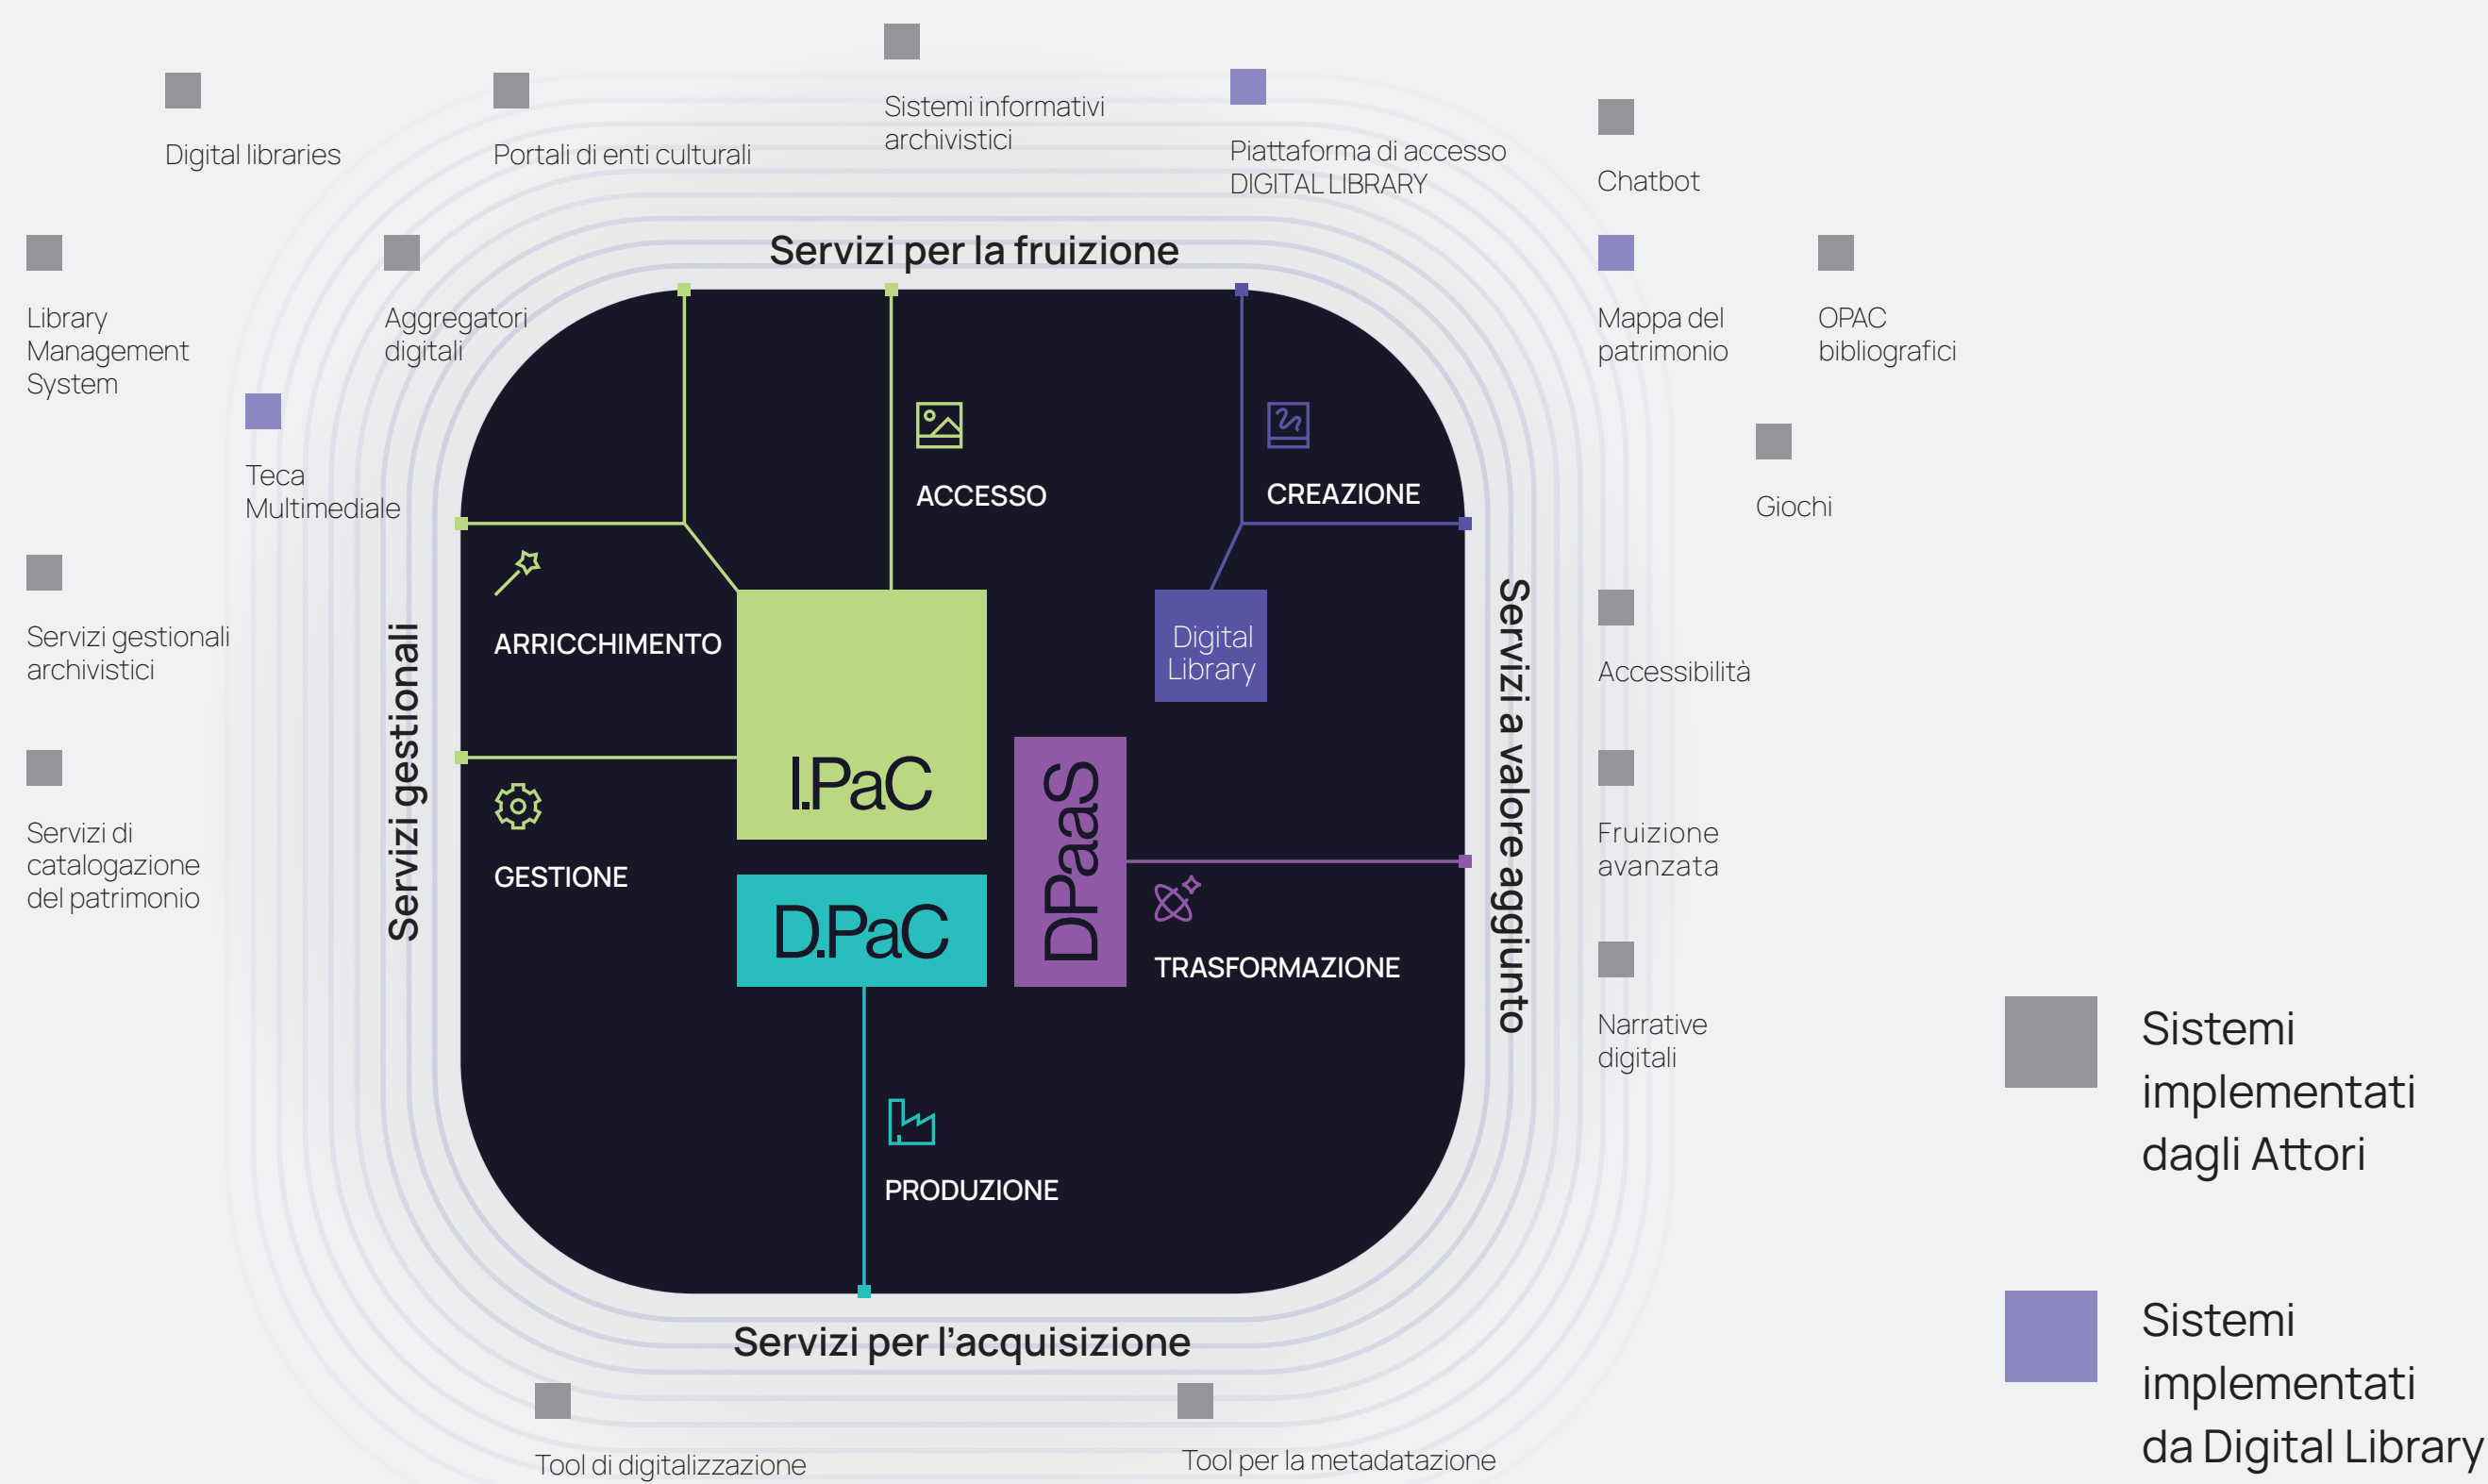 Sistemi informativi
archivistici
Digital libraries
Portali di enti culturali
Piattaforma di accesso
DIGITAL LIBRARY
Chatbot
Servizi per la fruizione
Library
Management
System
Aggregatori
digitali
Mappa del
patrimonio
OPAC
bibliografici
Teca
Multimediale
ACCESSO
CREAZIONE
Giochi
Servizi gestionali
archivistici
ARRICCHIMENTO
Digital
Library
Accessibilità
Servizi gestionali
I.PaC
DPaaS
Servizi a valore aggiunto
Servizi di
catalogazione
del patrimonio
GESTIONE
D.PaC
TRASFORMAZIONE
Fruizione
avanzata
Narrative
digitali
PRODUZIONE
Servizi per l’acquisizione
Tool di digitalizzazione
Tool per la metadatazione
Sistemi
implementati
dagli Attori
Sistemi
implementati
da Digital Library